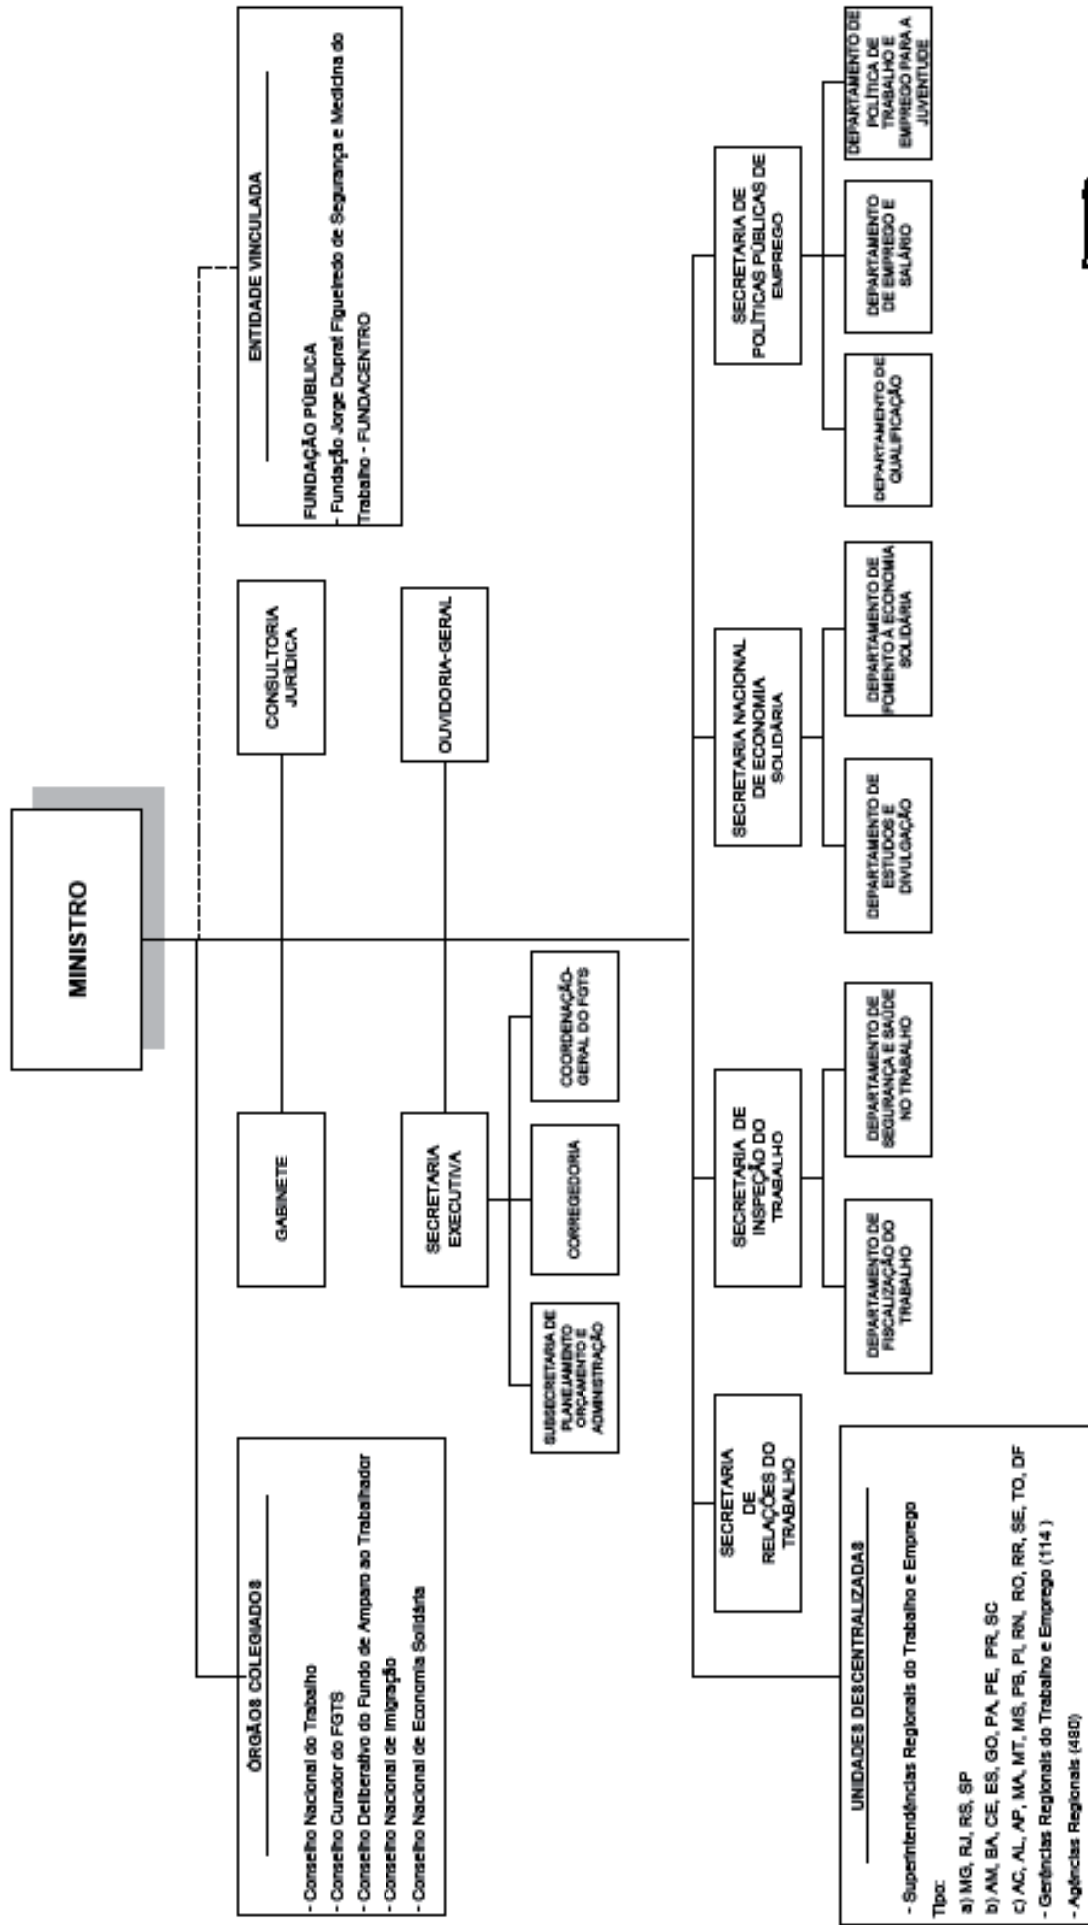 MINISTRO
ÓRGÃOS COLEGIADOS
- Conselho Nacional do Trabalho
- Conselho Curador do FGTS
- Conselho Deliberativo do Fundo de Amparo ao Trabalhador
- Conselho Nacional de Imigração
- Conselho Nacional de Economia Solidária
GABINETE
CONSULTORIA
JURÍDICA
ENTIDADE VINCULADA
FUNDAÇÃO PÚBLICA
- Fundação Jorge Duprat Figueiredo de Segurança e Medicina do
Trabalho - FUNDACENTRO
SECRETARIA
EXECUTIVA
OUVIDORIA-GERAL
SUBSECRETARIA DE
PLANEJAMENTO
ORÇAMENTO E
ADMINISTRAÇÃO
CORREGEDORIA
COORDENAÇÃO-
GERAL DO FGTS
SECRETARIA
DE
RELAÇÕES DO
TRABALHO
SECRETARIA DE
INSPEÇÃO DO
TRABALHO
SECRETARIA NACIONAL
DE ECONOMIA
SOLIDÁRIA
SECRETARIA DE
POLÍTICAS PÚBLICAS DE
EMPREGO
UNIDADES DESCENTRALIZADAS
- Superintendências Regionais do Trabalho e Emprego
Tipo:
a) MG, RJ, RS, SP
b) AM, BA, CE, ES, GO, PA, PE, PR, SC
c) AC, AL, AP, MA, MT, MS, PB, PI, RN, RO, RR, SE, TO, DF
- Gerências Regionais do Trabalho e Emprego (114 )
- Agências Regionais (480)
DEPARTAMENTO DE
FISCALIZAÇÃO DO
TRABALHO
DEPARTAMENTO DE
SEGURANÇA E SAÚDE
NO TRABALHO
DEPARTAMENTO DE
ESTUDOS E
DIVULGAÇÃO
DEPARTAMENTO DE
FOMENTO À ECONOMIA
SOLIDÁRIA
DEPARTAMENTO DE
QUALIFICAÇÃO
DEPARTAMENTO
DE EMPREGO E
SALÁRIO
DEPARTAMENTO DE
POLÍTICA DE
TRABALHO E
EMPREGO PARA A
JUVENTUDE